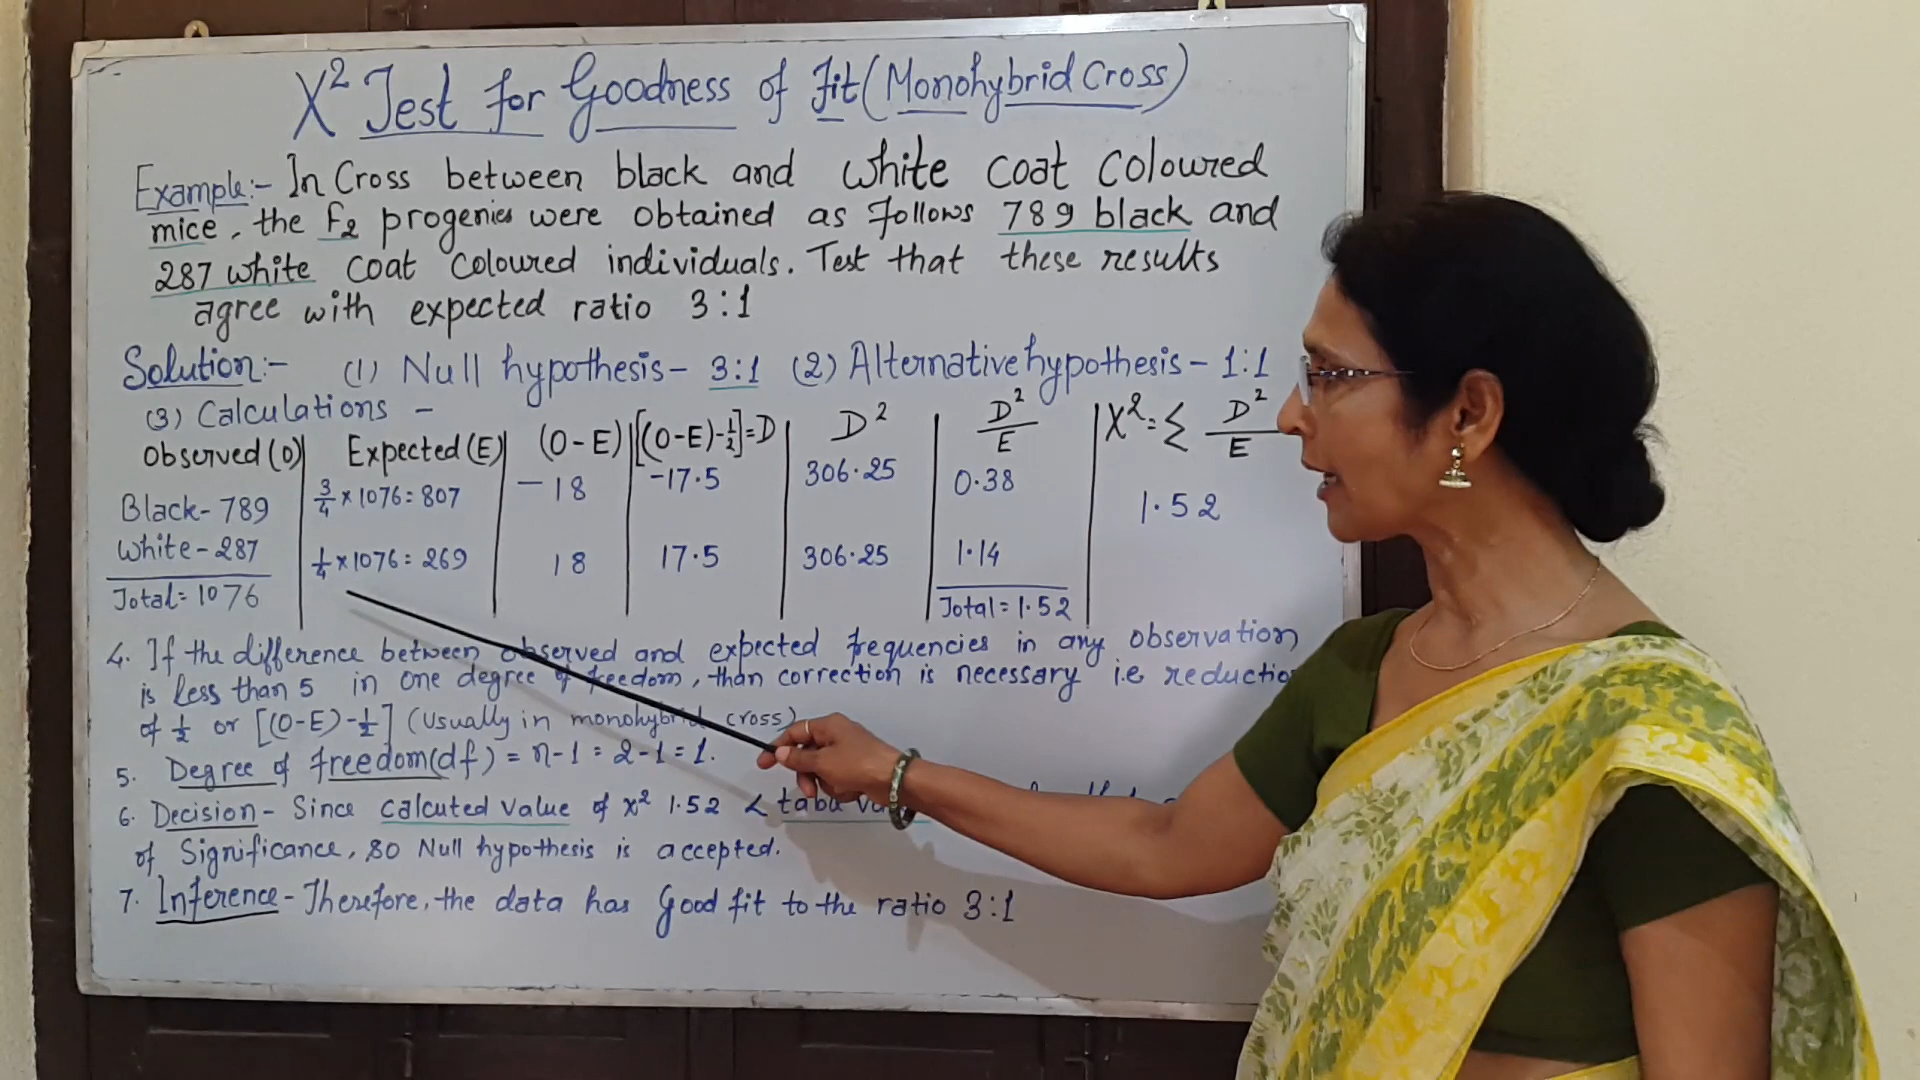 X² Test for Goodness of fit (Monohybrid Cross)
Example:- In Cross between black and white coat coloured
mice, the F₂ progenies were obtained as follows 789 black and
287 white coat coloured individuals. Test that these results
agree with expected ratio 3:1
Solution:- (1) Null hypothesis- 3:1 (2) Alternative hypothesis- 1:1
(3) Calculations -
Observed (O) Expected (E) (O-E) [(O-E)-½]=D D² D²/E X²=Σ D²/E
Black- 789 ¾×1076=807 -18 -17.5 306.25 0.38 1.52
White-287 ¼×1076=269 18 17.5 306.25 1.14
Total=1076 Total=1.52
4. If the difference between observed and expected frequencies in any observation
is less than 5 in one degree of freedom, than correction is necessary i.e reduction
of ½ or [(O-E)-½] (Usually in monohybrid cross)
5. Degree of freedom(df) = n-1 = 2-1=1.
6. Decision- Since calcuted value of x² 1.52 <
of Significance, so Null hypothesis is accepted.
7. Inference- Therefore, the data has Good fit to the ratio 3:1